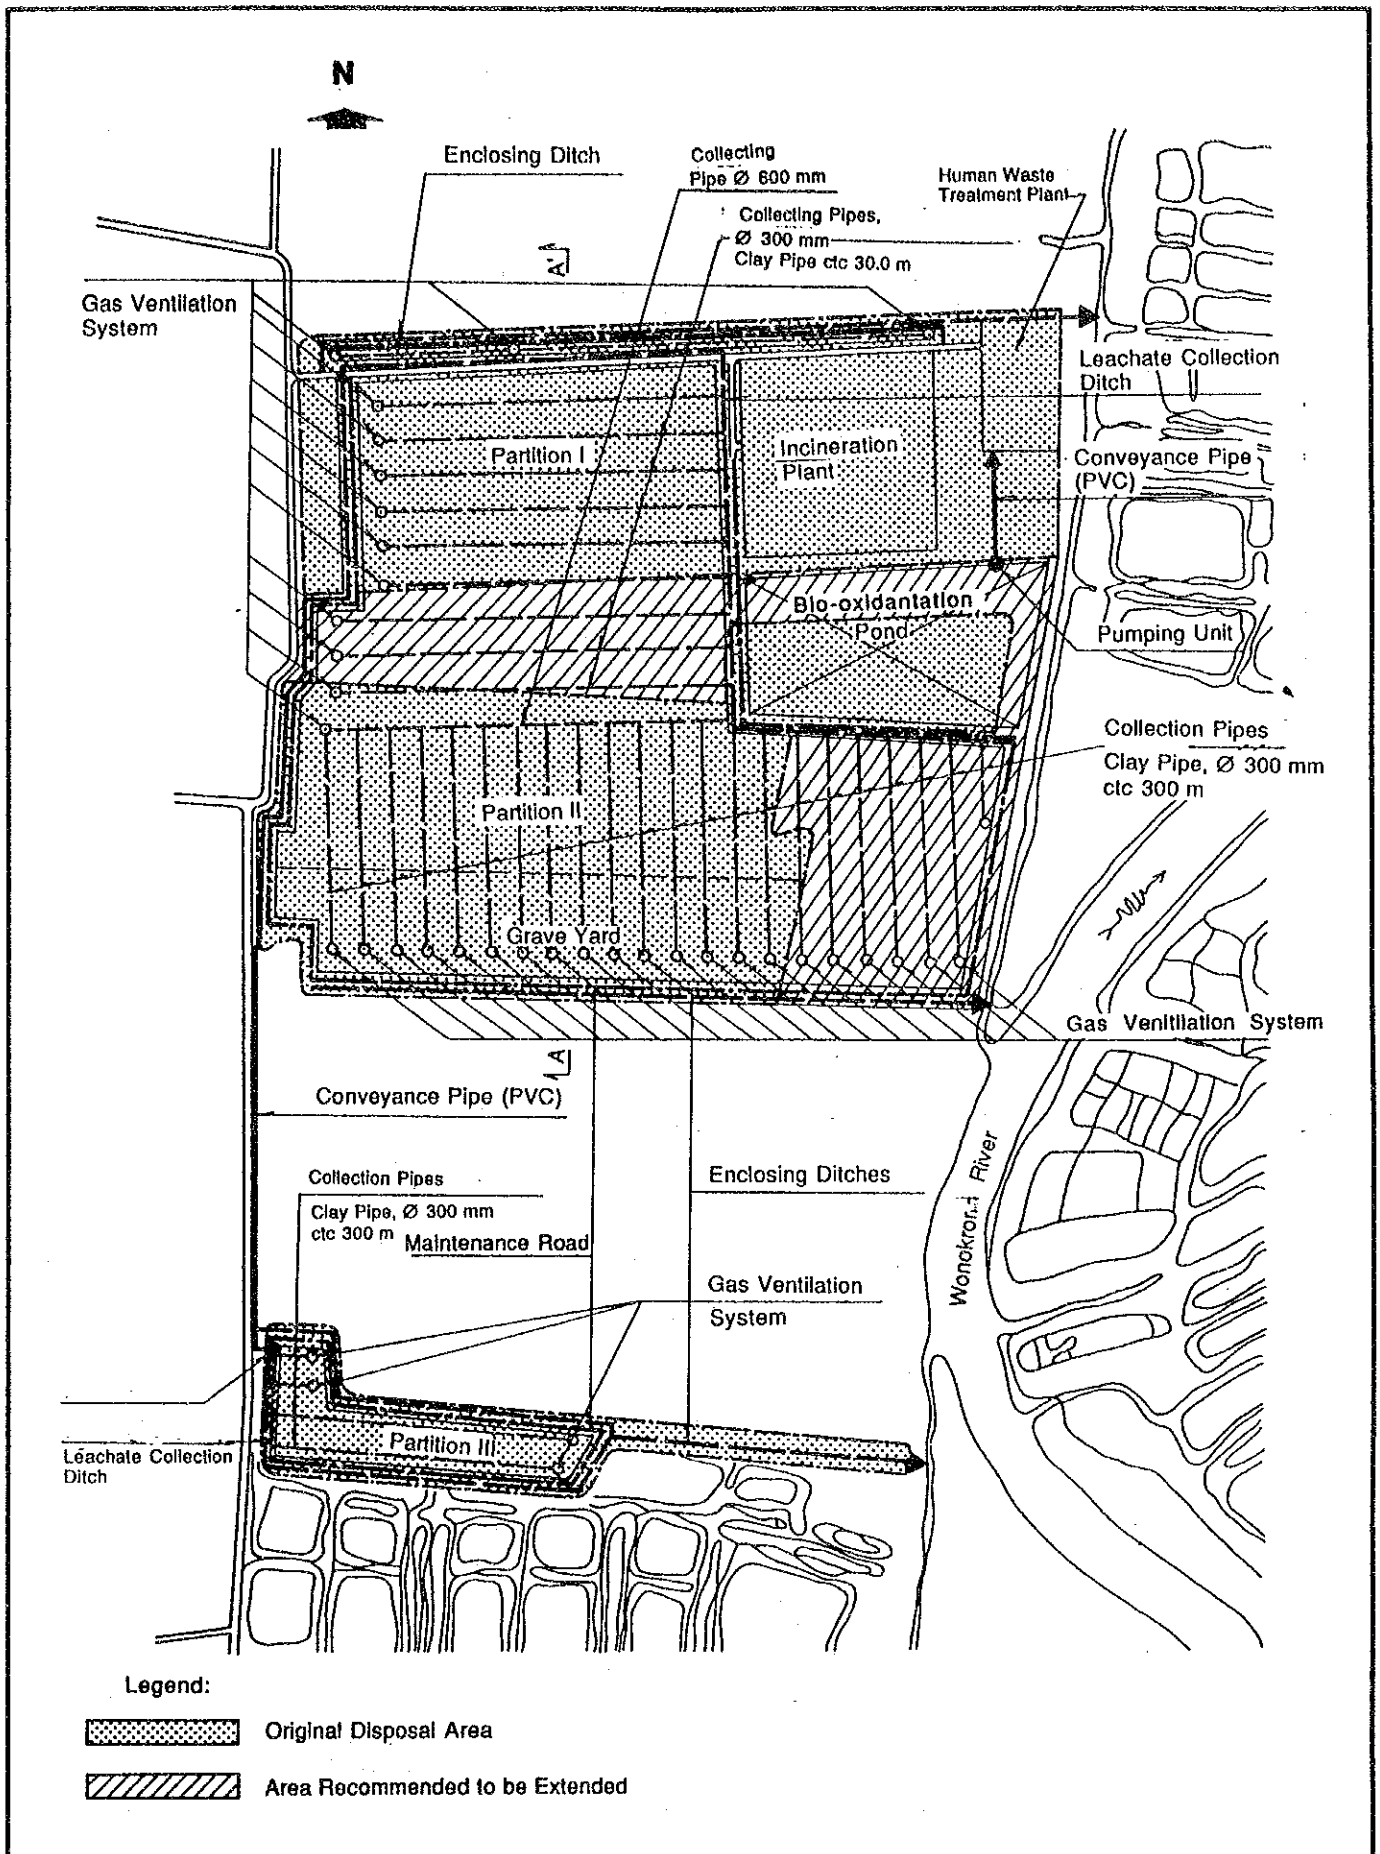 N
Enclosing Ditch
Collecting
Pipe Ø 600 mm
Human Waste
Treatment Plant
Collecting Pipes,
Ø 300 mm
Clay Pipe ctc 30.0 m
A'
Gas Ventilation
System
Leachate Collection
Ditch
Partition I
Incineration
Plant
Conveyance Pipe
(PVC)
Bio-oxidantation
Pond
Pumping Unit
Collection Pipes
Clay Pipe, Ø 300 mm
ctc 300 m
Partition II
Grave Yard
Gas Venitliation System
A
Conveyance Pipe (PVC)
Collection Pipes
Clay Pipe, Ø 300 mm
ctc 300 m
Maintenance Road
Enclosing Ditches
Wonokromo River
Gas Ventilation
System
Partition III
Leachate Collection
Ditch
Legend:
Original Disposal Area
Area Recommended to be Extended